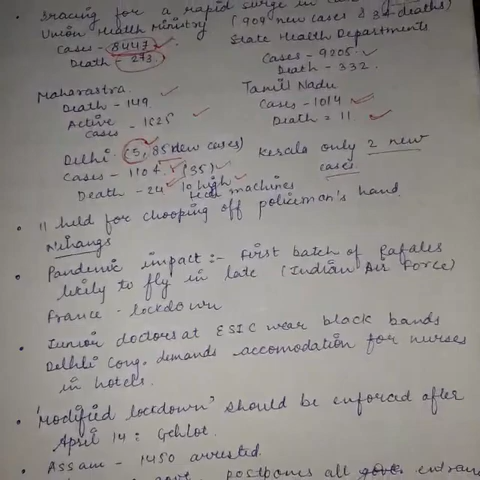 • Bracing for a rapid surge in
Union Health Ministry (909 new cases & 34 deaths)
Cases - 8447
Death - 273
State Health Departments
Cases - 9205
Death - 332
Maharastra
Death - 149
Active Cases - 1625
Tamil Nadu
Cases - 1014
Death = 11
Delhi (5, 85 new cases)
Cases - 1104 (35)
Death - 24
10 high
machines
Kerala only 2 new
cases
• 11 held for chopping off policeman's hand.
Nihangs
• Pandemic impact :- First batch of Rafales
likely to fly in late (Indian Air Force)
France - lockdown
• Junior doctors at ESIC wear black bands
Delhi Cong. demands accomodation for nurses
in hotels.
• 'Modified lockdown' should be enforced after
April 14 : Gehlot.
• Assam - 1450 arrested.
govt. postpones all govt. entran